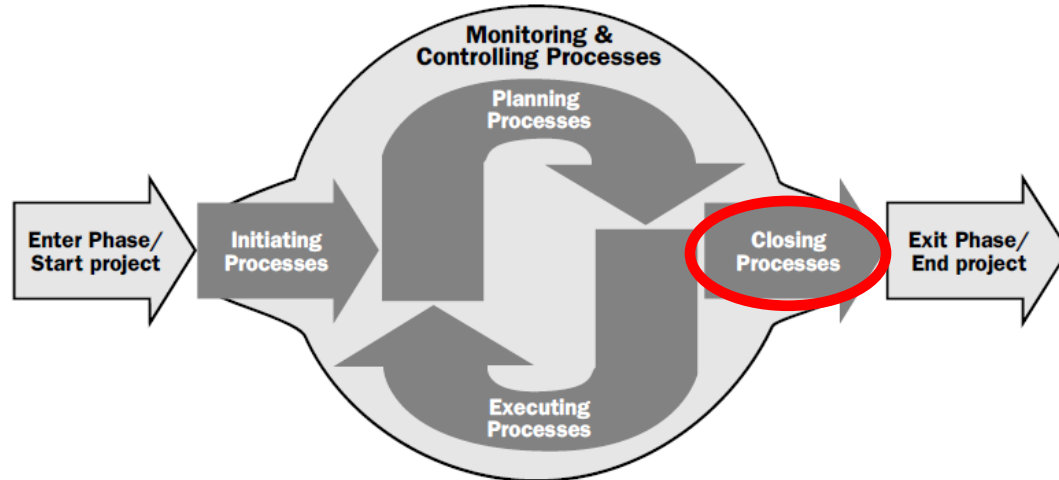 Monitoring &
Controlling Processes
Planning
Processes
Enter Phase/
Start project
Initiating
Processes
Closing
Processes
Exit Phase/
End project
Executing
Processes